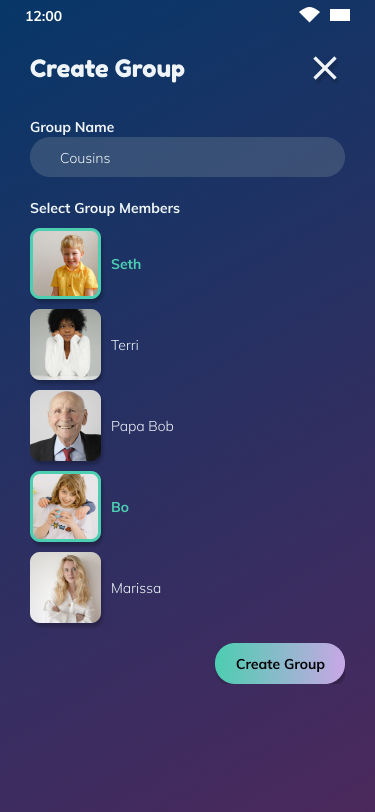 12:00
Create Group
Group Name
Cousins
Select Group Members
Seth
Terri
Papa Bob
Bo
Marissa
Create Group